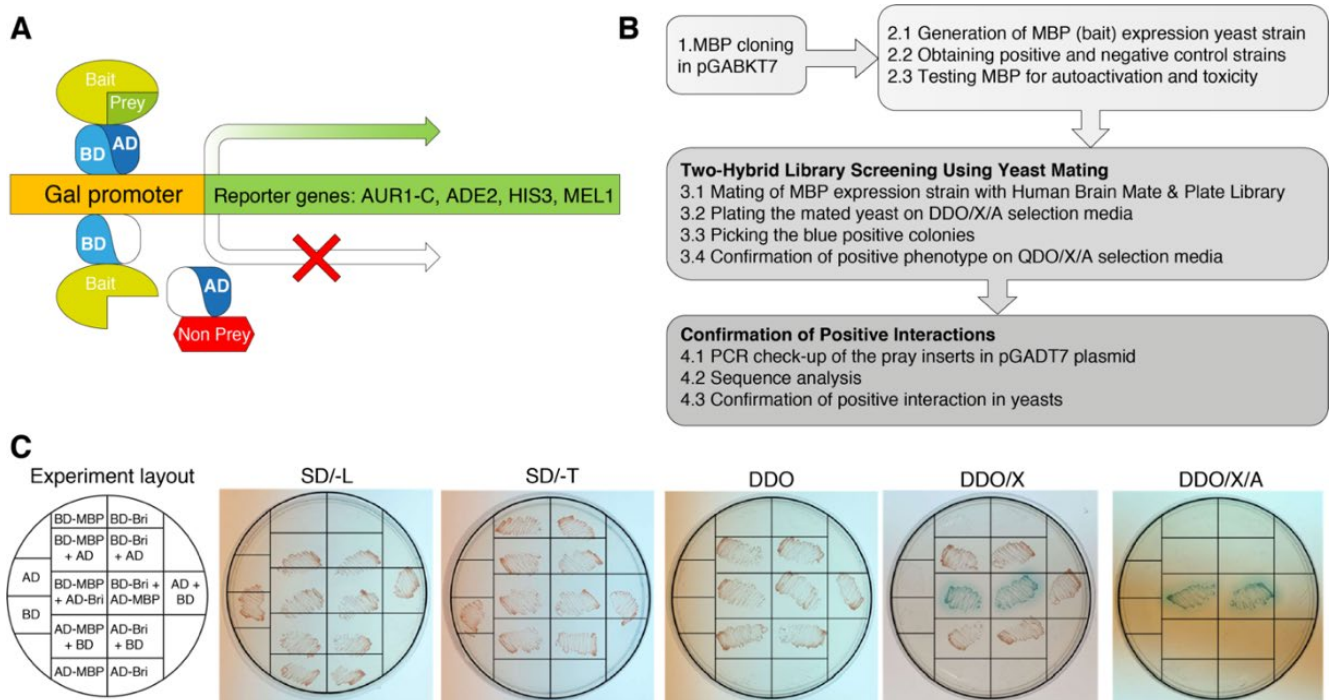 A
Bait
Prey
BD
AD
Gal promoter
Reporter genes: AUR1-C, ADE2, HIS3, MEL1
BD
Bait
AD
Non Prey
B
1.MBP cloning
in pGABKT7
2.1 Generation of MBP (bait) expression yeast strain
2.2 Obtaining positive and negative control strains
2.3 Testing MBP for autoactivation and toxicity
Two-Hybrid Library Screening Using Yeast Mating
3.1 Mating of MBP expression strain with Human Brain Mate & Plate Library
3.2 Plating the mated yeast on DDO/X/A selection media
3.3 Picking the blue positive colonies
3.4 Confirmation of positive phenotype on QDO/X/A selection media
Confirmation of Positive Interactions
4.1 PCR check-up of the pray inserts in pGADT7 plasmid
4.2 Sequence analysis
4.3 Confirmation of positive interaction in yeasts
C
Experiment layout
BD-MBP
BD-Bri
BD-MBP
+ AD
BD-Bri
+ AD
AD
BD
BD-MBP
+ AD-Bri
BD-Bri +
AD-MBP
AD +
BD
AD-MBP
+ BD
AD-Bri
+ BD
AD-MBP
AD-Bri
SD/-L
SD/-T
DDO
DDO/X
DDO/X/A